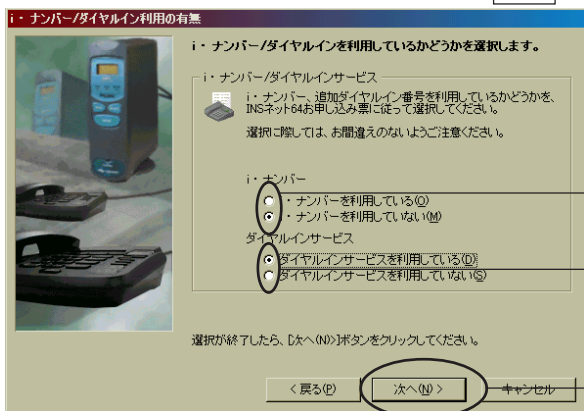 i・ナンバー/ダイヤルイン利用の有無
i・ナンバー/ダイヤルインを利用しているかどうかを選択します。
i・ナンバー/ダイヤルインサービス
i・ナンバー、追加ダイヤルイン番号を利用しているかどうかを、
INSネット64お申し込み票に従って選択してください。
選択に際しては、お間違えのないようご注意ください。
i・ナンバー
・ナンバーを利用している(O)
・ナンバーを利用していない(M)
ダイヤルインサービス
ダイヤルインサービスを利用している(D)
ダイヤルインサービスを利用していない(S)
選択が終了したら、[次へ(N)>]ボタンをクリックしてください。
< 戻る(P)
次へ(N) >
キャンセル